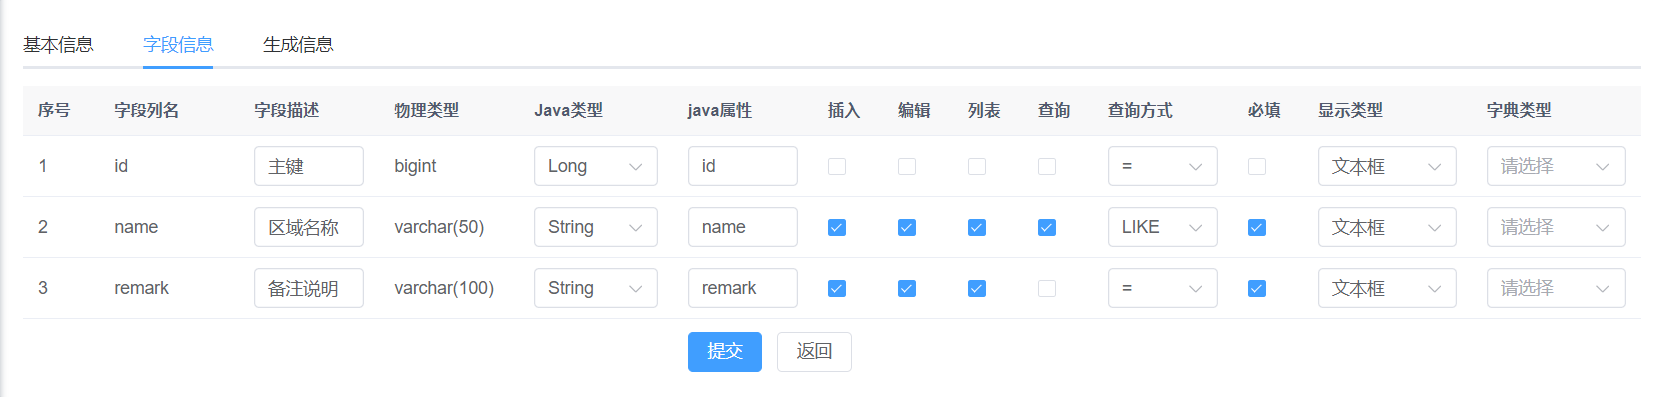 基本信息 字段信息 生成信息
序号 字段列名 字段描述 物理类型 Java类型 java属性 插入 编辑 列表 查询 查询方式 必填 显示类型 字典类型
1 id 主键 bigint Long id = 文本框 请选择
2 name 区域名称 varchar(50) String name LIKE 文本框 请选择
3 remark 备注说明 varchar(100) String remark = 文本框 请选择
提交 返回